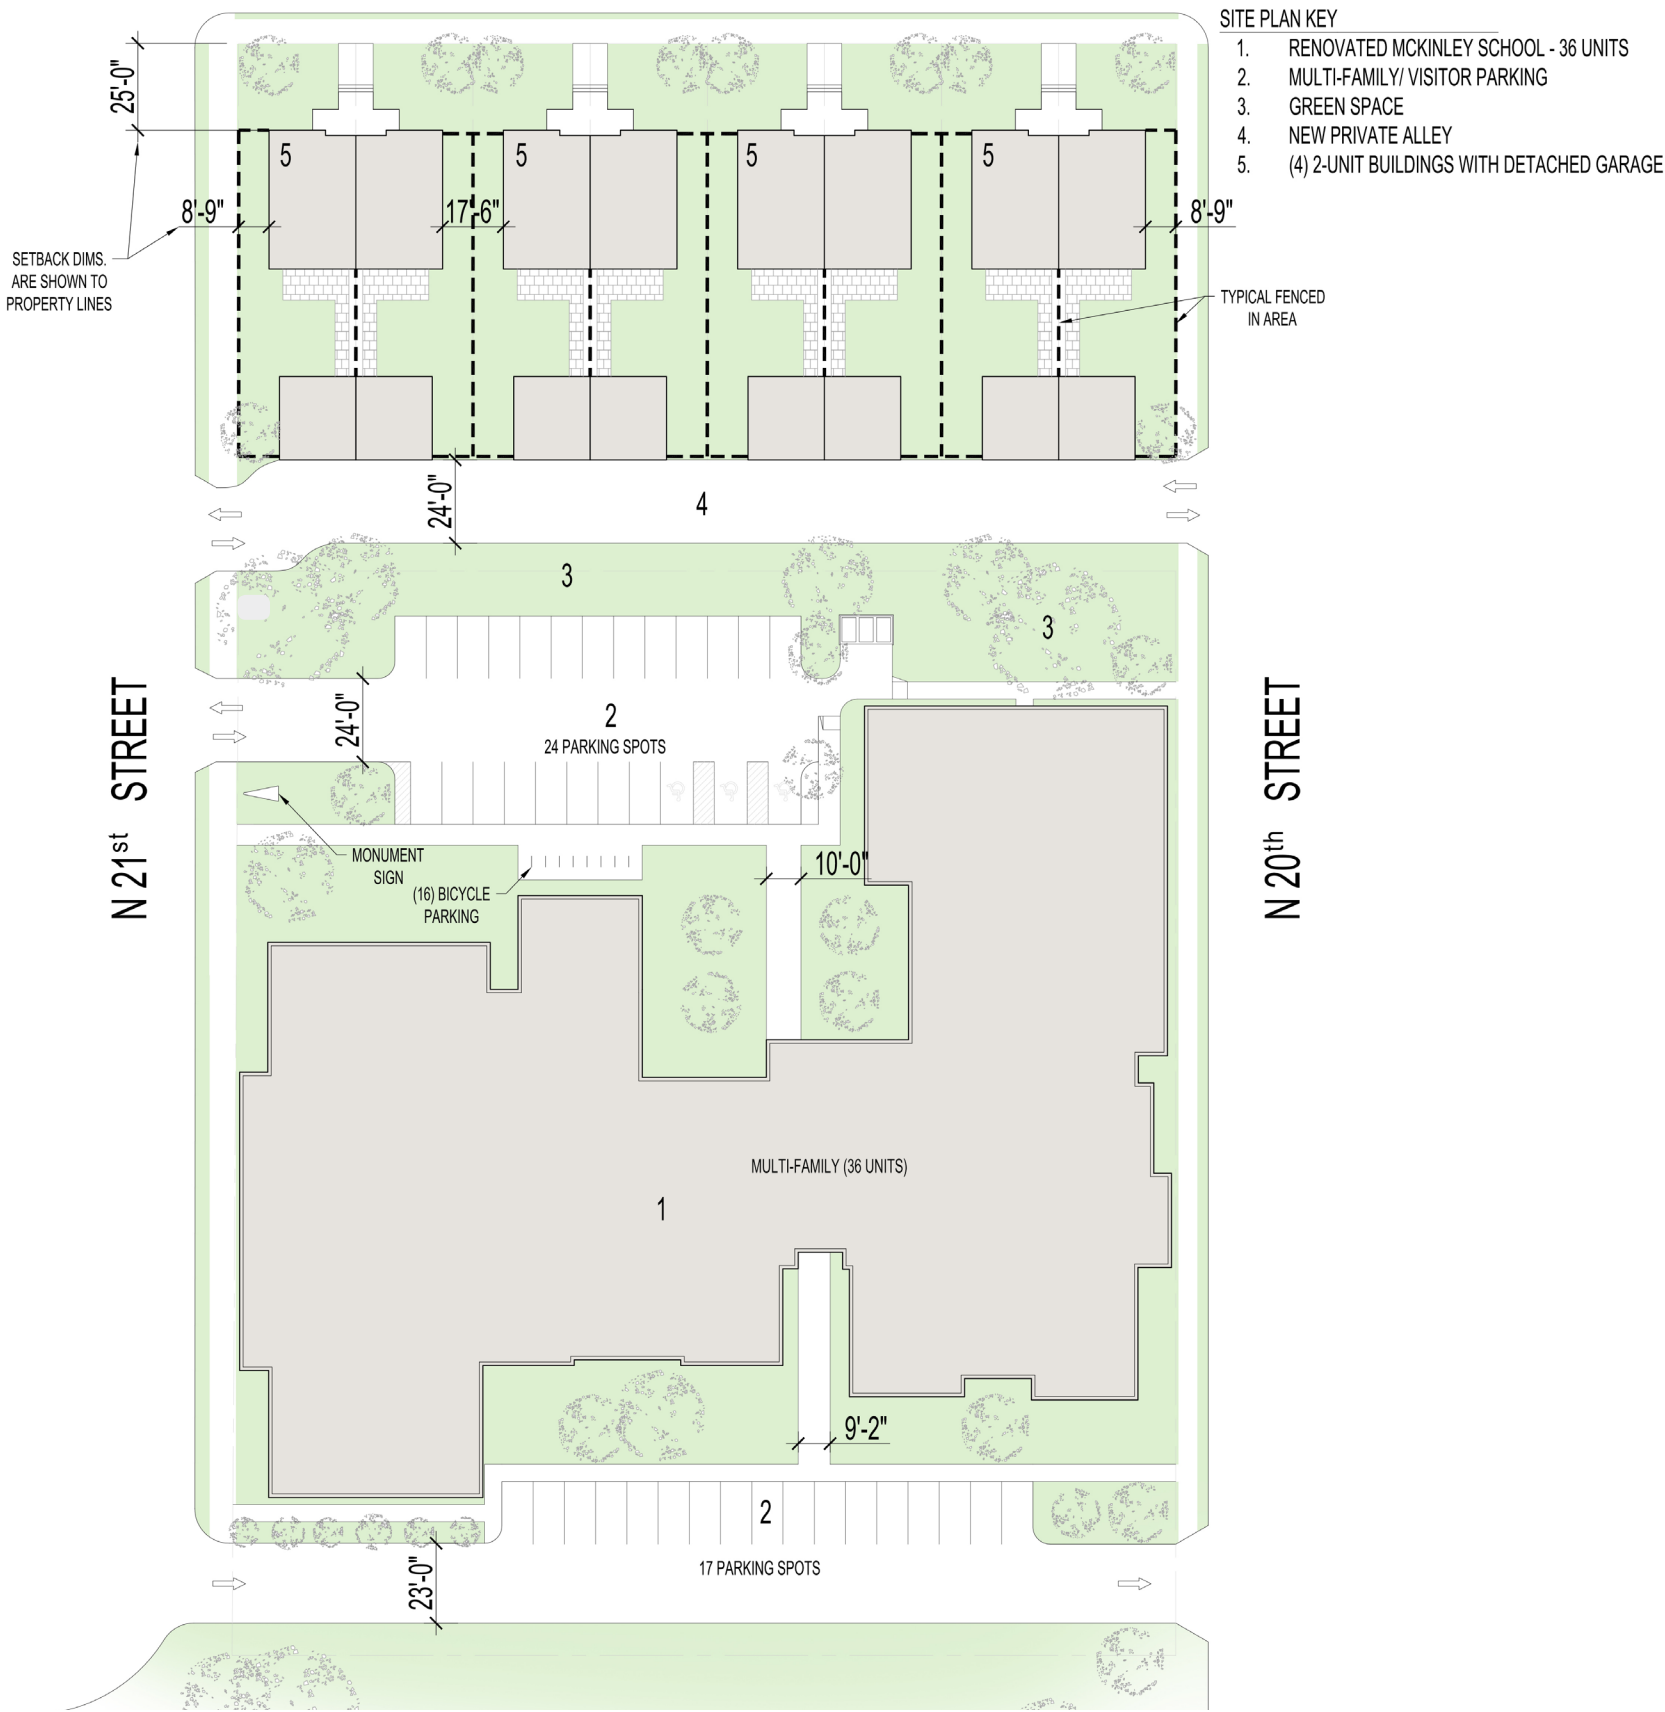 SITE PLAN KEY
1. RENOVATED MCKINLEY SCHOOL - 36 UNITS
2. MULTI-FAMILY/ VISITOR PARKING
3. GREEN SPACE
4. NEW PRIVATE ALLEY
5. (4) 2-UNIT BUILDINGS WITH DETACHED GARAGE
25'-0"
5
5
5
5
8'-9"
17'-6"
8'-9"
SETBACK DIMS.
ARE SHOWN TO
PROPERTY LINES
TYPICAL FENCED
IN AREA
24'-0"
4
3
3
24'-0"
2
24 PARKING SPOTS
N 21st STREET
N 20th STREET
MONUMENT
SIGN
(16) BICYCLE
PARKING
10'-0"
MULTI-FAMILY (36 UNITS)
1
9'-2"
2
17 PARKING SPOTS
23'-0"